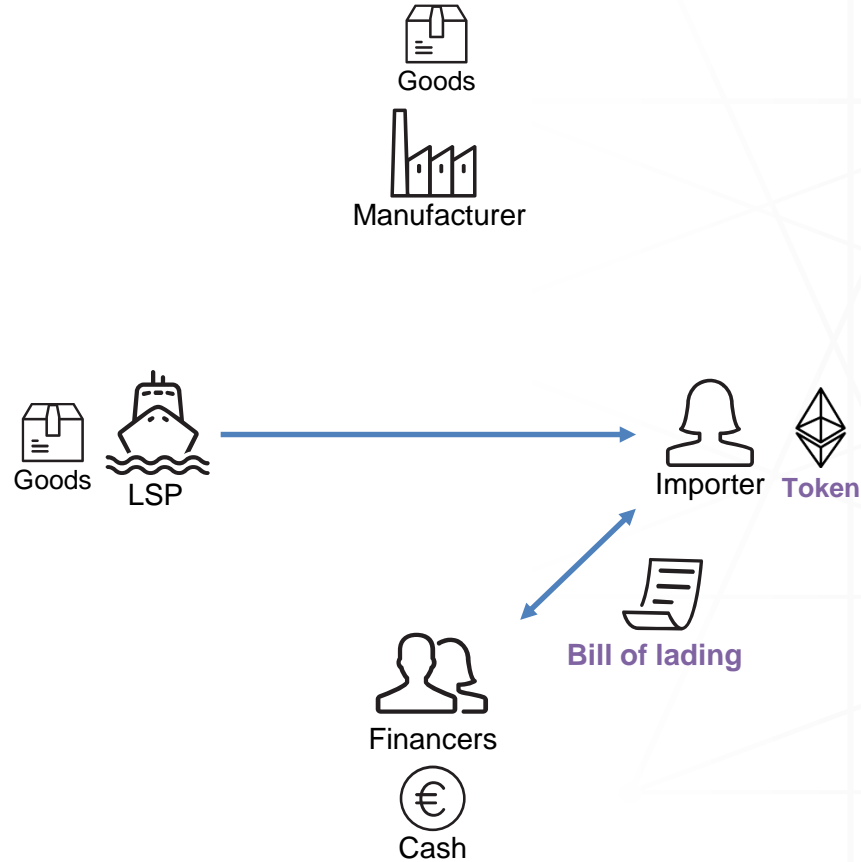 Goods
Manufacturer
Goods
LSP
Importer
Token
Bill of lading
Financers
€
Cash